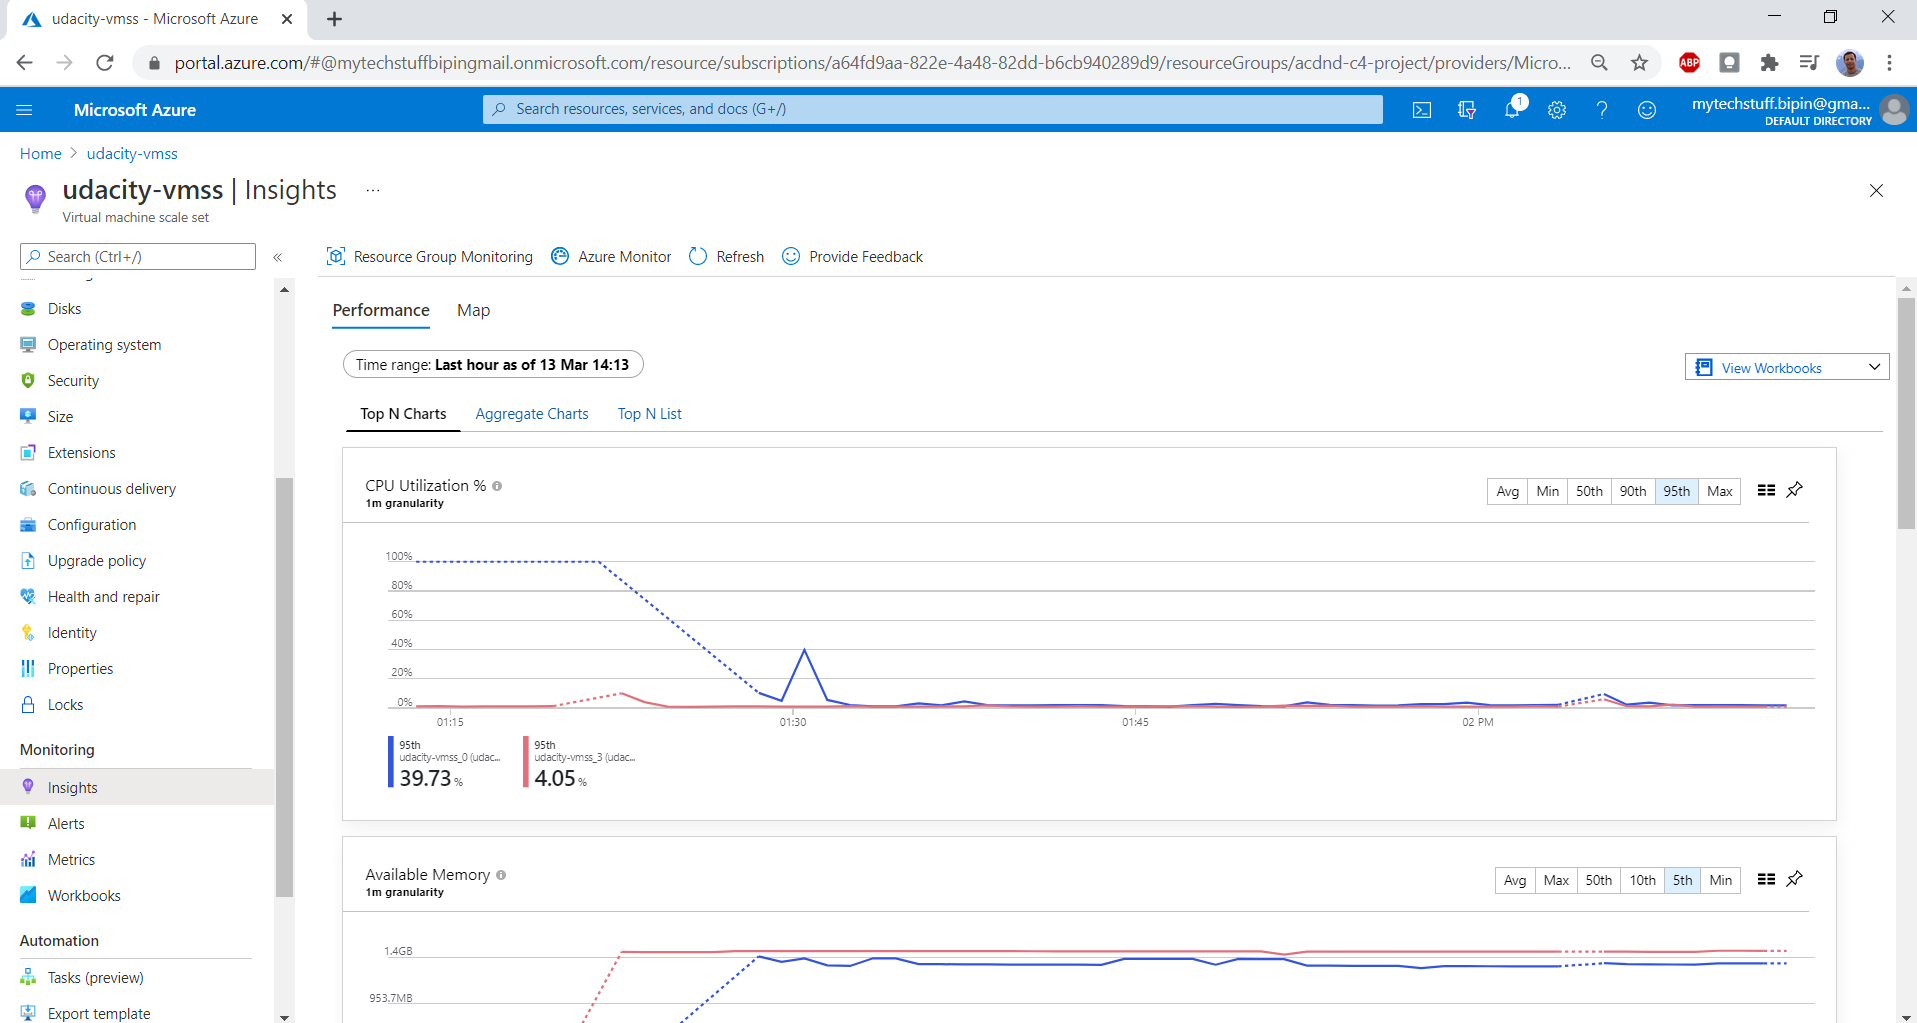 udacity-vmss - Microsoft Azure
portal.azure.com/#@mytechstuffbipingmail.onmicrosoft.com/resource/subscriptions/a64fd9aa-822e-4a48-82dd-b6cb940289d9/resourceGroups/acdnd-c4-project/providers/Micro...
ABP
Microsoft Azure
Search resources, services, and docs (G+/)
1
mytechstuff.bipin@gma...
DEFAULT DIRECTORY
Home > udacity-vmss
udacity-vmss | Insights ...
Virtual machine scale set
Search (Ctrl+/)
«
Resource Group Monitoring
Azure Monitor
Refresh
Provide Feedback
Disks
Operating system
Security
Size
Extensions
Continuous delivery
Configuration
Upgrade policy
Health and repair
Identity
Properties
Locks
Monitoring
Insights
Alerts
Metrics
Workbooks
Automation
Tasks (preview)
Export template
Performance
Map
Time range: Last hour as of 13 Mar 14:13
View Workbooks
Top N Charts
Aggregate Charts
Top N List
CPU Utilization %
1m granularity
Avg Min 50th 90th 95th Max
100%
80%
60%
40%
20%
0%
01:15 01:30 01:45 02 PM
95th
udacity-vmss_0 (udac...
39.73 %
95th
udacity-vmss_3 (udac...
4.05 %
Available Memory
1m granularity
Avg Max 50th 10th 5th Min
1.4GB
953.7MB